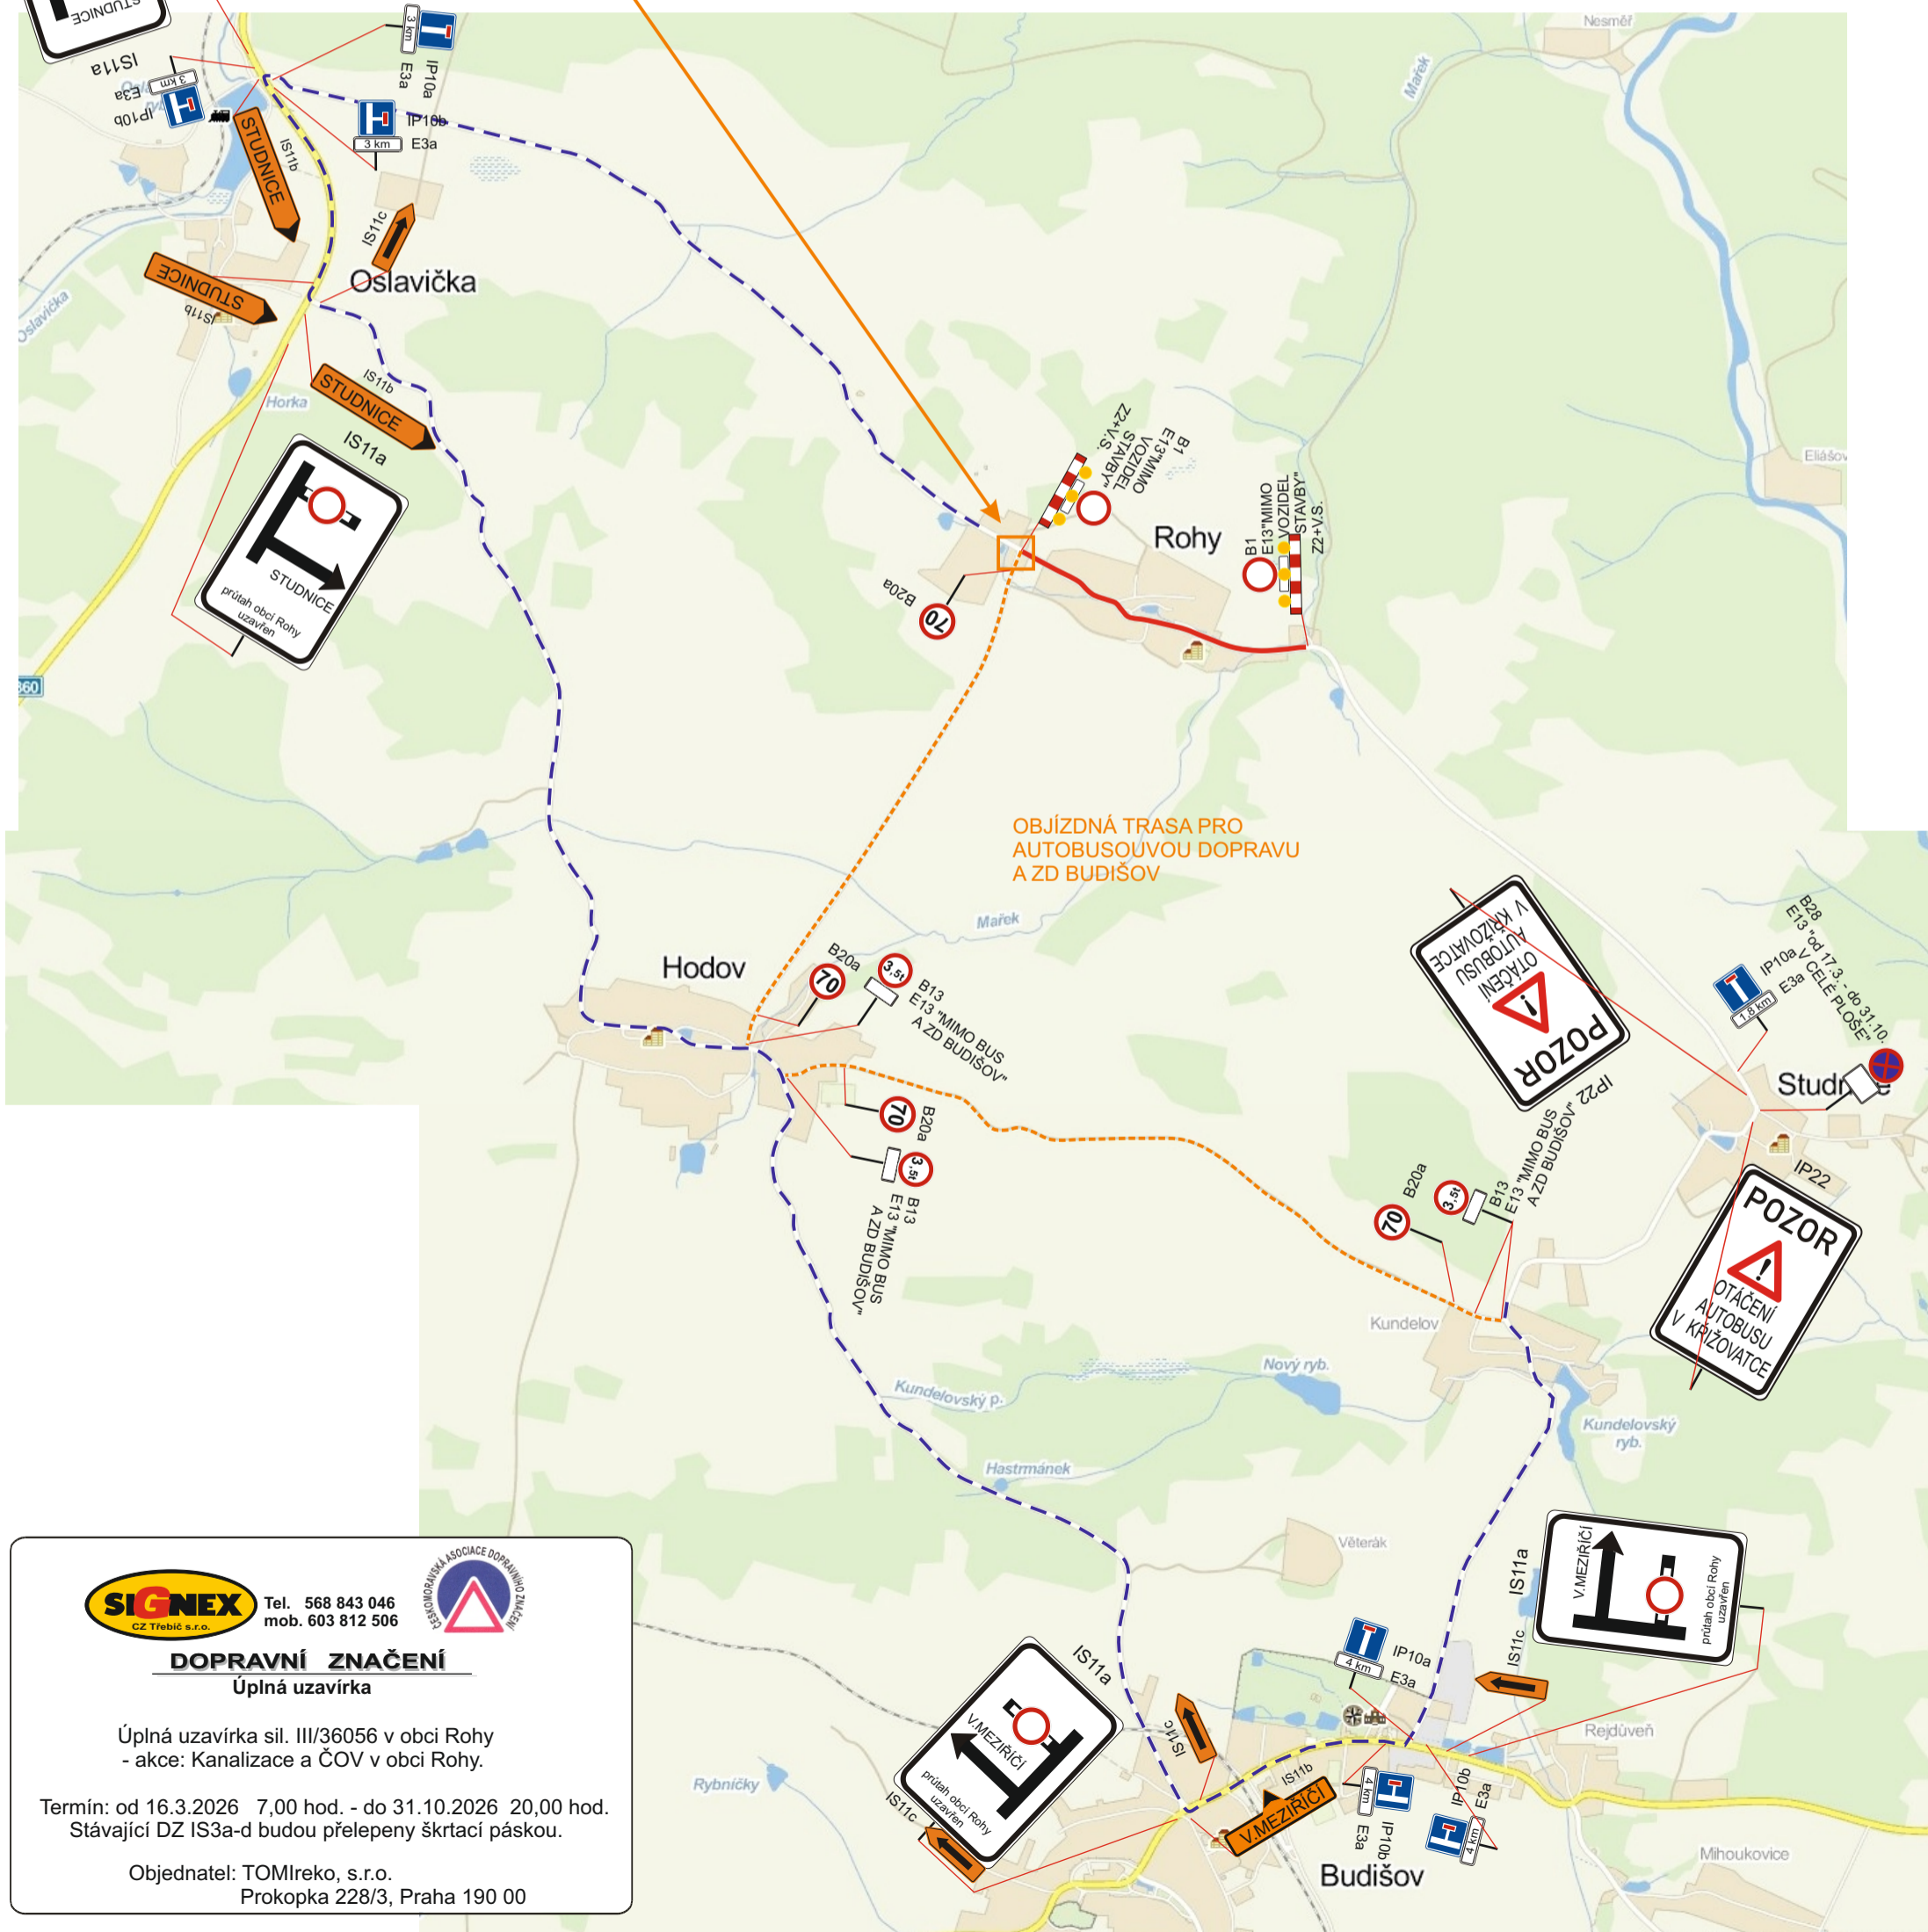 STUDNICE
IS11a
3 km
E3a
IP10b
3 km
E3a
IP10a
IP10b
3 km
E3a
STUDNICE
IS11b
IS11c
Oslavička
STUDNICE
IS11b
Oslavička
Horka
STUDNICE
IS11b
IS11a
STUDNICE
průtah obcí Rohy
uzavřen
360
Nesměř
Mařek
Eliášov
B1
E13"MIMO
VOZIDEL
STAVBY"
Z2+V.S.
Rohy
B1
E13"MIMO
VOZIDEL
STAVBY"
Z2+V.S.
B20a
70
OBJÍZDNÁ TRASA PRO
AUTOBUSOUVOU DOPRAVU
A ZD BUDIŠOV
Mařek
Hodov
B20a
70
3,5t
B13
E13 "MIMO BUS
A ZD BUDIŠOV"
70
B20a
3,5t
B13
E13 "MIMO BUS
A ZD BUDIŠOV"
POZOR
OTÁČENÍ
AUTOBUSU
V KŘIŽOVATCE
IP22
B28
E13 "od 17.3. - do 31.10.
V CELÉ PLOŠE"
IP10a
E3a
1,8 km
IP22
POZOR
OTÁČENÍ
AUTOBUSU
V KŘIŽOVATCE
B20a
70
3,5t
B13
E13 "MIMO BUS
A ZD BUDIŠOV"
Kundelov
Nový ryb.
Kundelovský p.
Kundelovský
ryb.
Hastrmánek
Věterák
IS11a
V.MEZIŘÍČÍ
průtah obcí Rohy
uzavřen
IS11c
IP10a
E3a
4 km
IS11a
V.MEZIŘÍČÍ
průtah obcí Rohy
uzavřen
IS11c
IS11c
IS11b
V.MEZIŘÍČÍ
4 km
E3a
IP10b
IP10b
E3a
4 km
Rejdůveň
Rybníčky
Budišov
Mihoukovice
SIGNEX
CZ Třebíč s.r.o.
Tel. 568 843 046
mob. 603 812 506
ČESKOMORAVSKÁ ASOCIACE DOPRAVNÍHO ZNAČENÍ
DOPRAVNÍ ZNAČENÍ
Úplná uzavírka
Úplná uzavírka sil. III/36056 v obci Rohy
- akce: Kanalizace a ČOV v obci Rohy.
Termín: od 16.3.2026 7,00 hod. - do 31.10.2026 20,00 hod.
Stávající DZ IS3a-d budou přelepeny škrtací páskou.
Objednatel: TOMIreko, s.r.o.
Prokopka 228/3, Praha 190 00